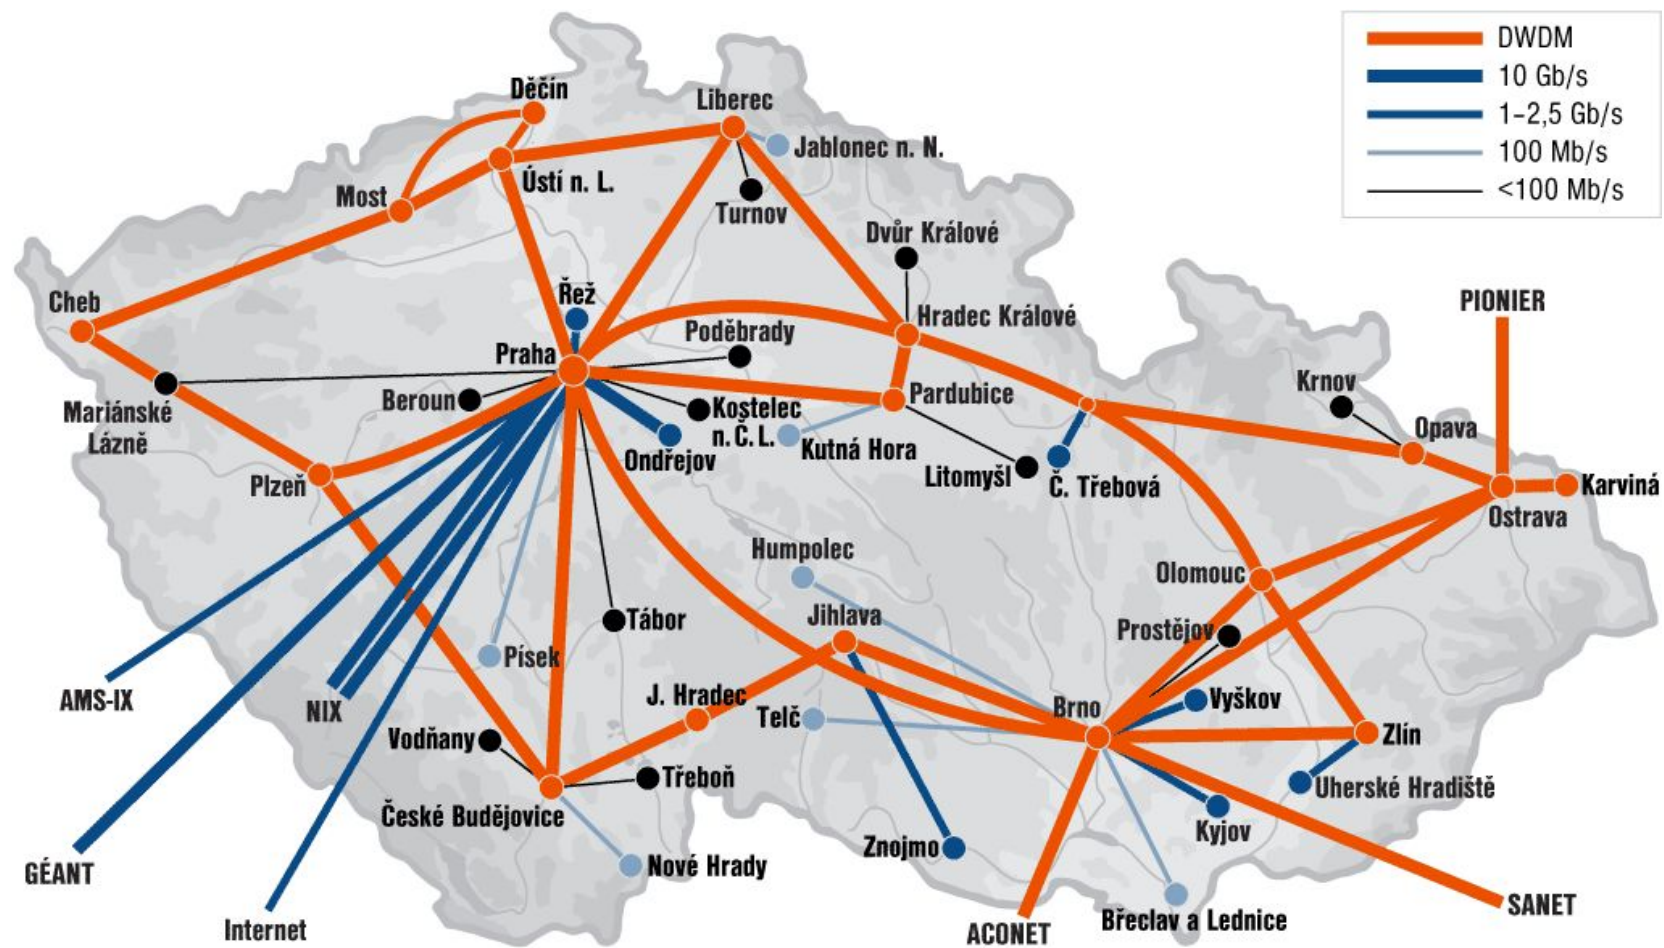 DWDM
10 Gb/s
1–2,5 Gb/s
100 Mb/s
<100 Mb/s
Děčín
Liberec
Jablonec n. N.
Ústí n. L.
Most
Turnov
Dvůr Králové
Cheb
Řež
Hradec Králové
PIONIER
Poděbrady
Praha
Mariánské
Lázně
Beroun
Kostelec
n. Č. L.
Pardubice
Krnov
Opava
Kutná Hora
Ondřejov
Litomyšl
Č. Třebová
Plzeň
Karviná
Ostrava
Humpolec
Olomouc
Jihlava
Tábor
Prostějov
Písek
AMS-IX
NIX
J. Hradec
Telč
Brno
Vyškov
Vodňany
Zlín
Třeboň
Uherské Hradiště
České Budějovice
Kyjov
Znojmo
GÉANT
Nové Hrady
Internet
ACONET
Břeclav a Lednice
SANET